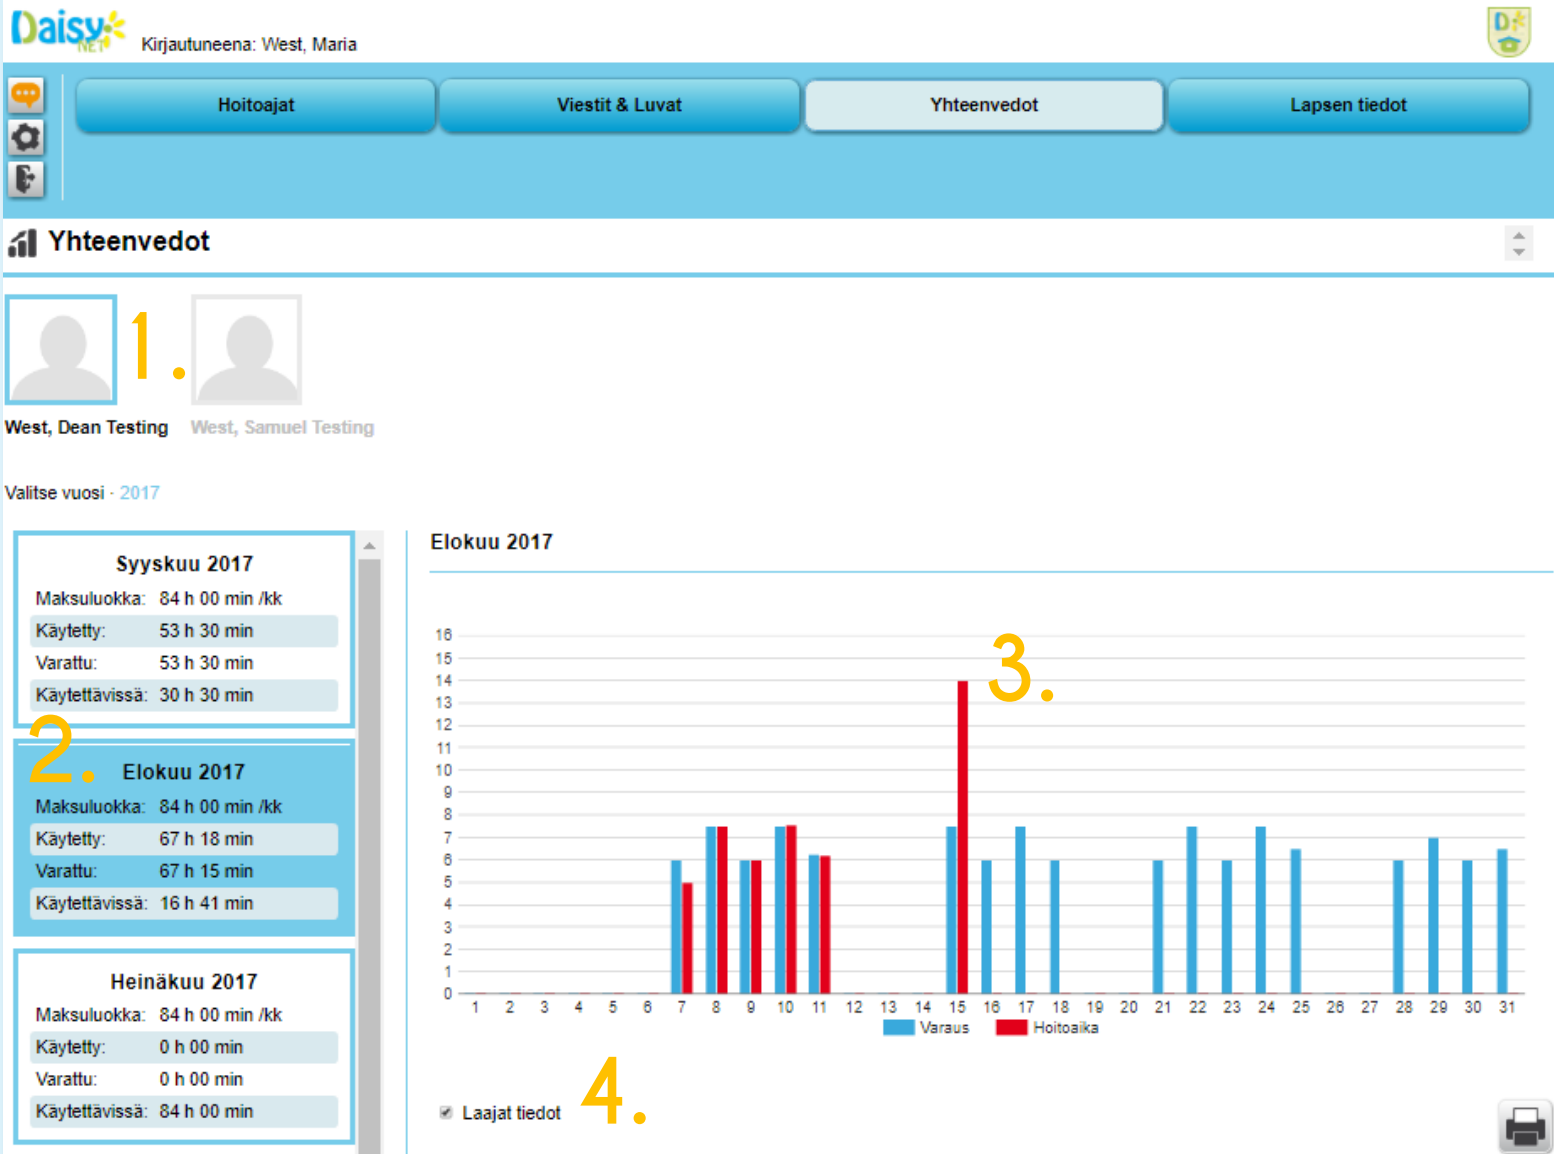 Daisy NET
Kirjautuneena: West, Maria
Hoitoajat
Viestit & Luvat
Yhteenvedot
Lapsen tiedot
Yhteenvedot
1.
West, Dean Testing
West, Samuel Testing
Valitse vuosi · 2017
Syyskuu 2017
Maksuluokka: 84 h 00 min /kk
Käytetty: 53 h 30 min
Varattu: 53 h 30 min
Käytettävissä: 30 h 30 min
2.
Elokuu 2017
Maksuluokka: 84 h 00 min /kk
Käytetty: 67 h 18 min
Varattu: 67 h 15 min
Käytettävissä: 16 h 41 min
Heinäkuu 2017
Maksuluokka: 84 h 00 min /kk
Käytetty: 0 h 00 min
Varattu: 0 h 00 min
Käytettävissä: 84 h 00 min
Elokuu 2017
3.
16
15
14
13
12
11
10
9
8
7
6
5
4
3
2
1
0
1 2 3 4 5 6 7 8 9 10 11 12 13 14 15 16 17 18 19 20 21 22 23 24 25 26 27 28 29 30 31
Varaus Hoitoaika
4.
Laajat tiedot